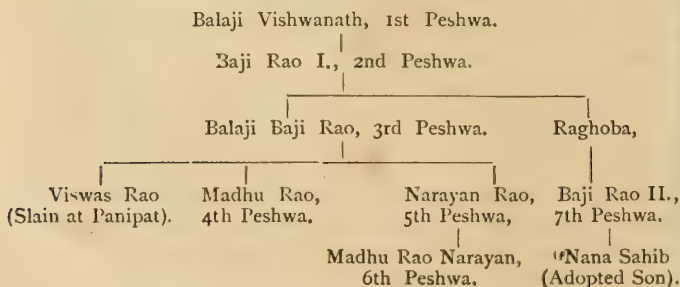 Balaji Vishwanath, 1st Peshwa.
Baji Rao I., 2nd Peshwa.
Balaji Baji Rao, 3rd Peshwa. Raghoba,
Viswas Rao Madhu Rao, Narayan Rao, Baji Rao II.,
(Slain at Panipat). 4th Peshwa. 5th Peshwa, 7th Peshwa.
Madhu Rao Narayan, Nana Sahib
6th Peshwa. (Adopted Son).